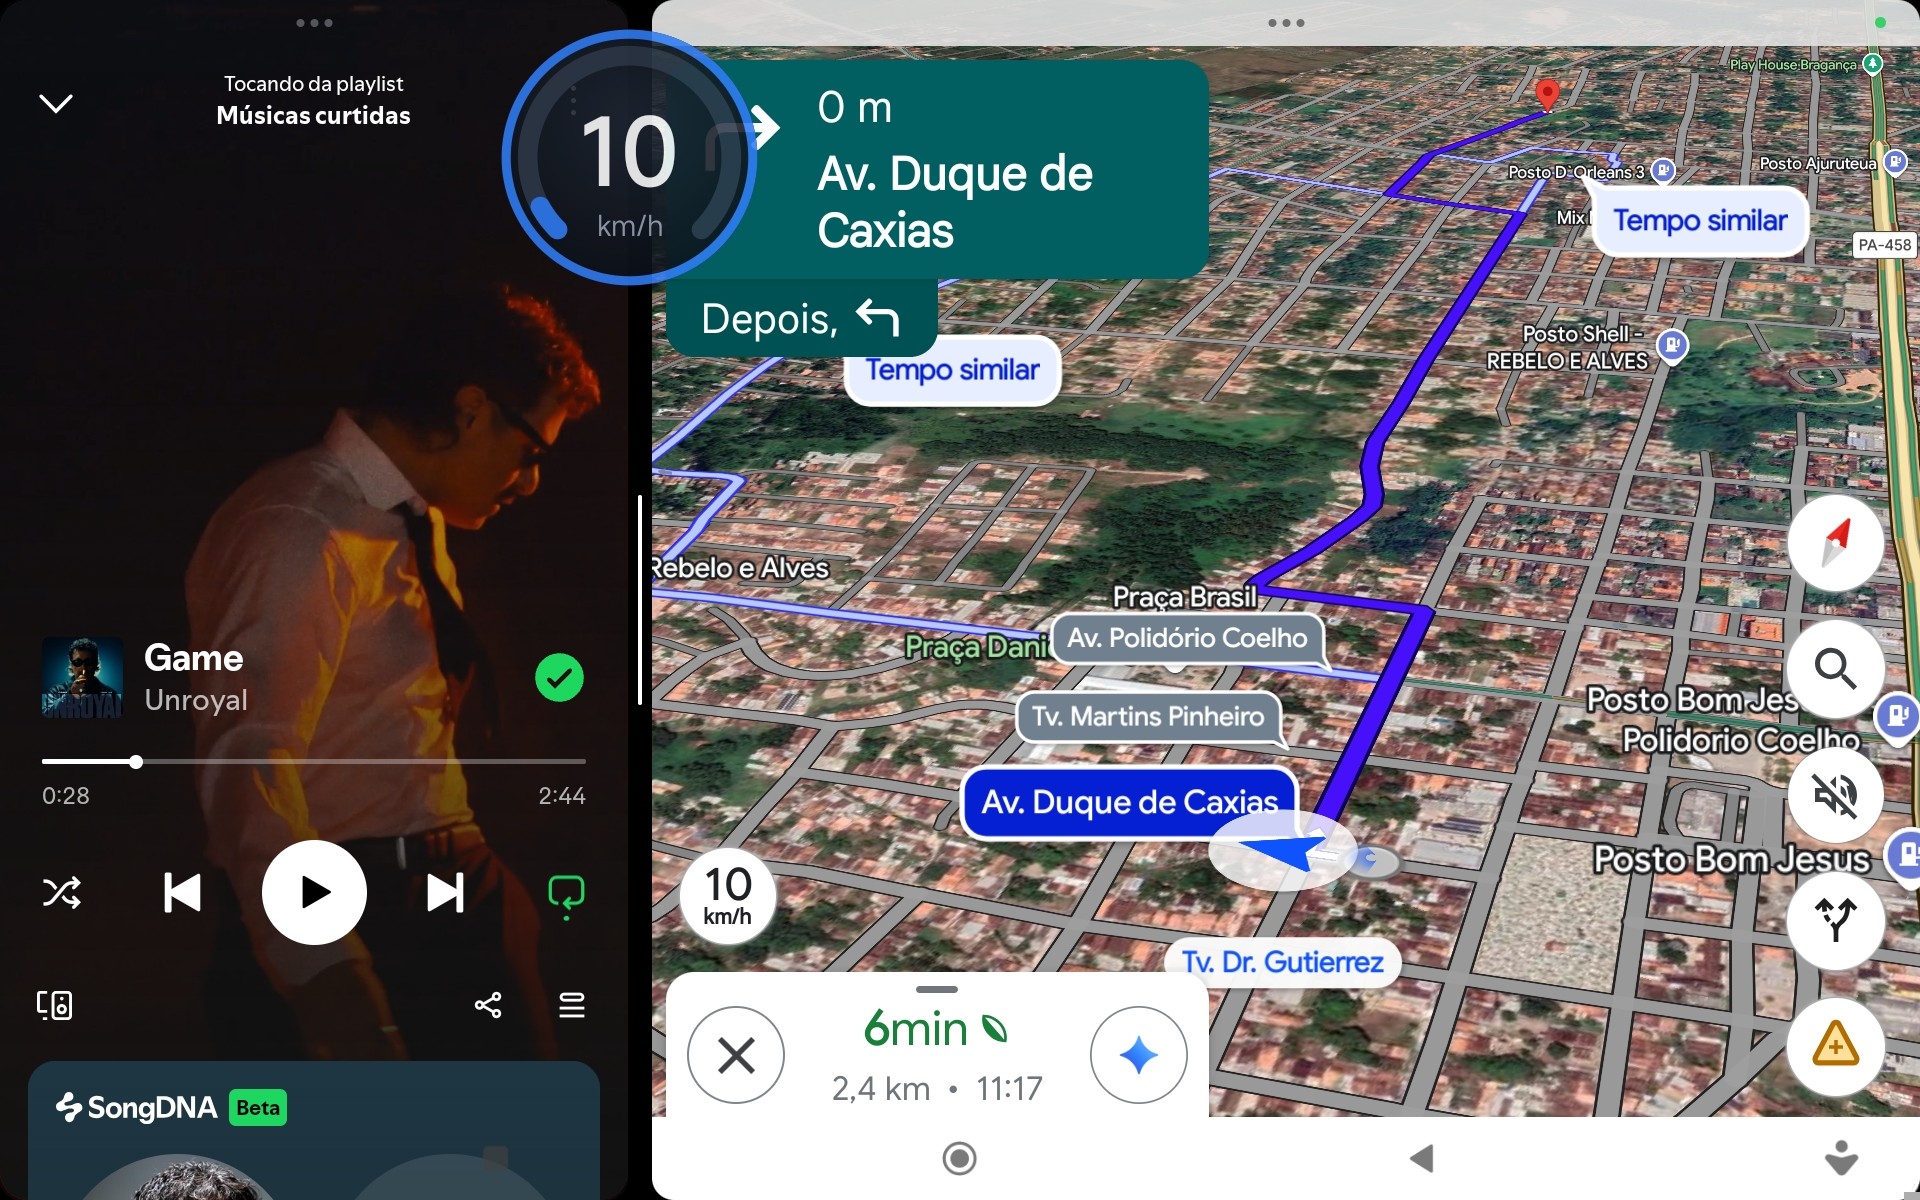 Tocando da playlist
Músicas curtidas
Game
Unroyal
0:28
2:44
SongDNA Beta
10
km/h
0 m
Av. Duque de
Caxias
Depois,
Tempo similar
Play House Bragança
Posto D`Orleans 3
Posto Ajuruteua
Mix
Tempo similar
PA-458
Posto Shell -
REBELO E ALVES
Rebelo e Alves
Praça Brasil
Praça Dani
Av. Polidório Coelho
Tv. Martins Pinheiro
Posto Bom Jes
Polidorio Coelho
Av. Duque de Caxias
Posto Bom Jesus
10
km/h
Tv. Dr. Gutierrez
6min
2,4 km • 11:17